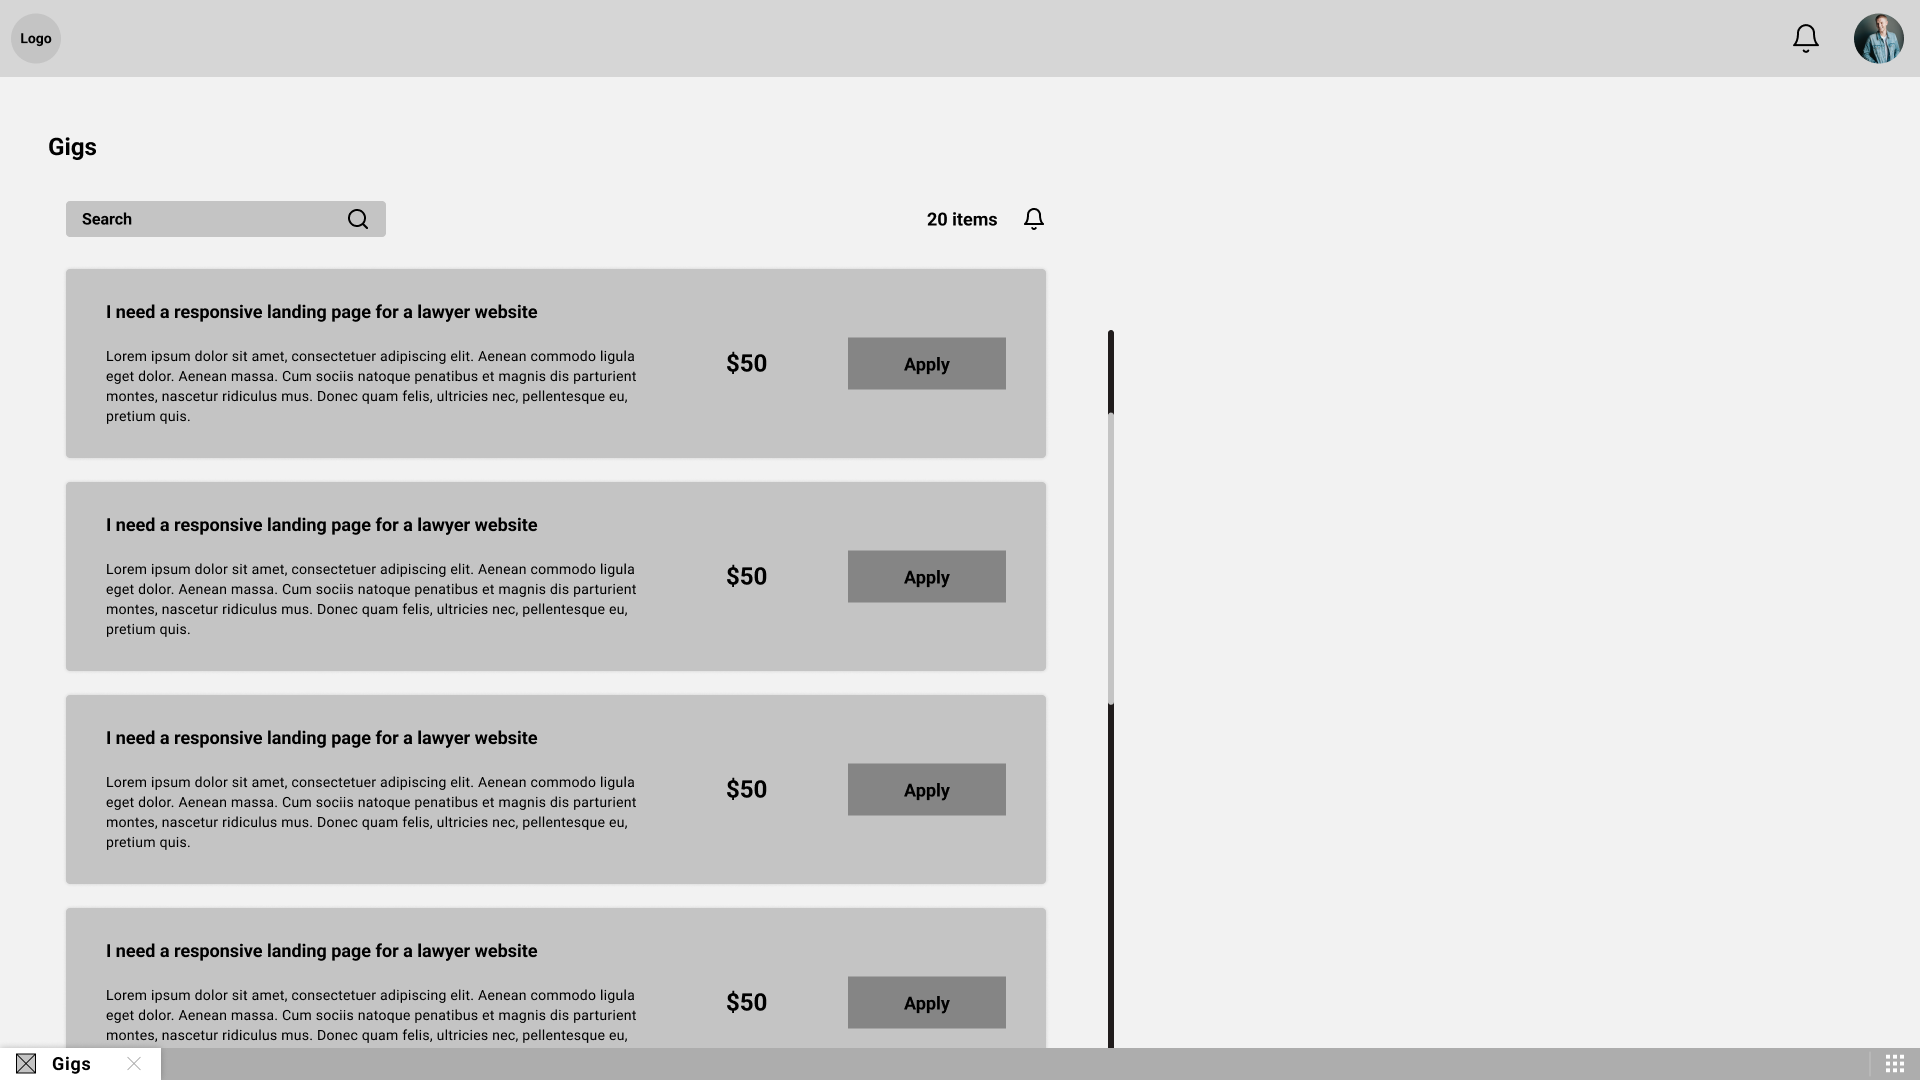 Logo
Gigs
Search
20 items
I need a responsive landing page for a lawyer website
Lorem ipsum dolor sit amet, consectetuer adipiscing elit. Aenean commodo ligula
eget dolor. Aenean massa. Cum sociis natoque penatibus et magnis dis parturient
montes, nascetur ridiculus mus. Donec quam felis, ultricies nec, pellentesque eu,
pretium quis.
$50
Apply
I need a responsive landing page for a lawyer website
Lorem ipsum dolor sit amet, consectetuer adipiscing elit. Aenean commodo ligula
eget dolor. Aenean massa. Cum sociis natoque penatibus et magnis dis parturient
montes, nascetur ridiculus mus. Donec quam felis, ultricies nec, pellentesque eu,
pretium quis.
$50
Apply
I need a responsive landing page for a lawyer website
Lorem ipsum dolor sit amet, consectetuer adipiscing elit. Aenean commodo ligula
eget dolor. Aenean massa. Cum sociis natoque penatibus et magnis dis parturient
montes, nascetur ridiculus mus. Donec quam felis, ultricies nec, pellentesque eu,
pretium quis.
$50
Apply
I need a responsive landing page for a lawyer website
Lorem ipsum dolor sit amet, consectetuer adipiscing elit. Aenean commodo ligula
eget dolor. Aenean massa. Cum sociis natoque penatibus et magnis dis parturient
montes, nascetur ridiculus mus. Donec quam felis, ultricies nec, pellentesque eu,
$50
Apply
Gigs